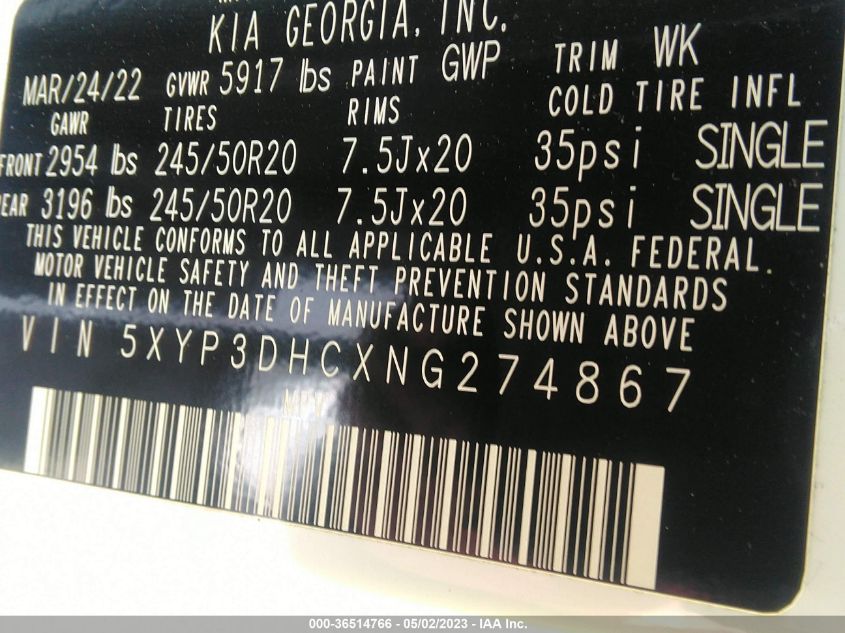 KIA GEORGIA, INC.
MAR/24/22 GVWR 5917 lbs PAINT GWP TRIM WK
GAWR TIRES RIMS COLD TIRE INFL
FRONT 2954 lbs 245/50R20 7.5Jx20 35psi SINGLE
REAR 3196 lbs 245/50R20 7.5Jx20 35psi SINGLE
THIS VEHICLE CONFORMS TO ALL APPLICABLE U.S.A. FEDERAL
MOTOR VEHICLE SAFETY AND THEFT PREVENTION STANDARDS
IN EFFECT ON THE DATE OF MANUFACTURE SHOWN ABOVE
VIN 5XYP3DHCXNG274867
MPV
000-36514766 - 05/02/2023 - IAA Inc.